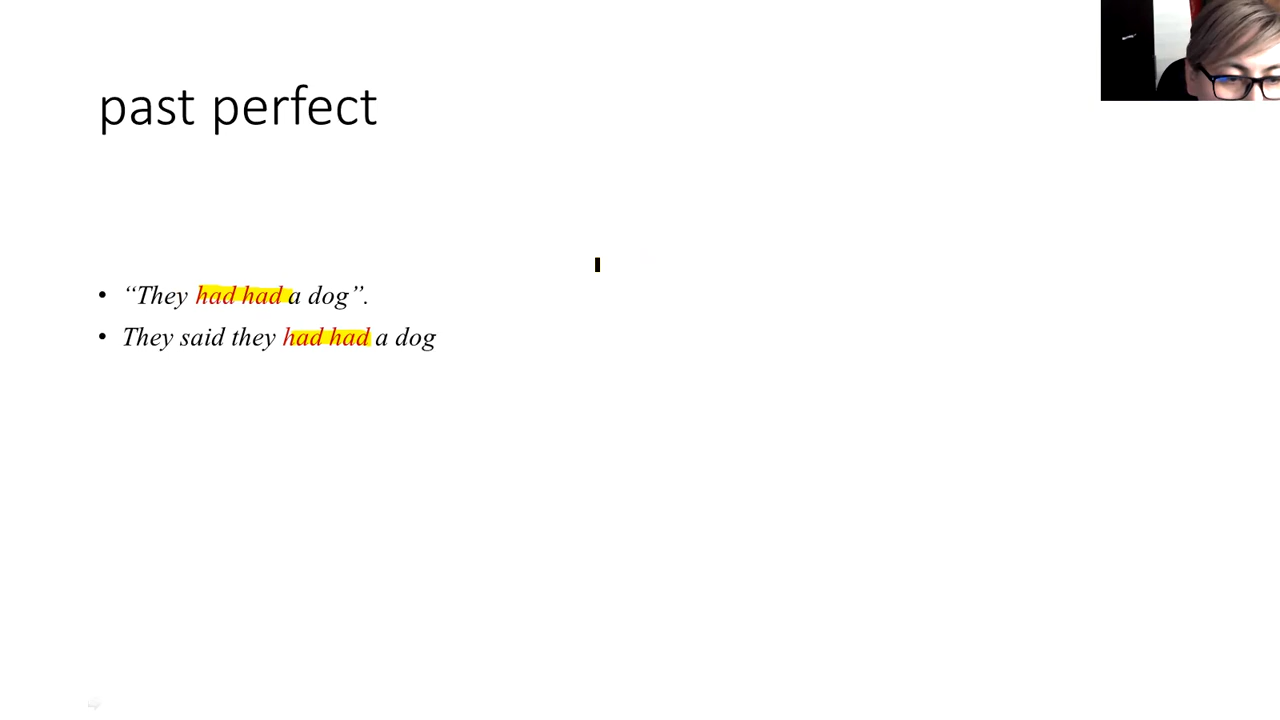 past perfect
• “They had had a dog”.
• They said they had had a dog